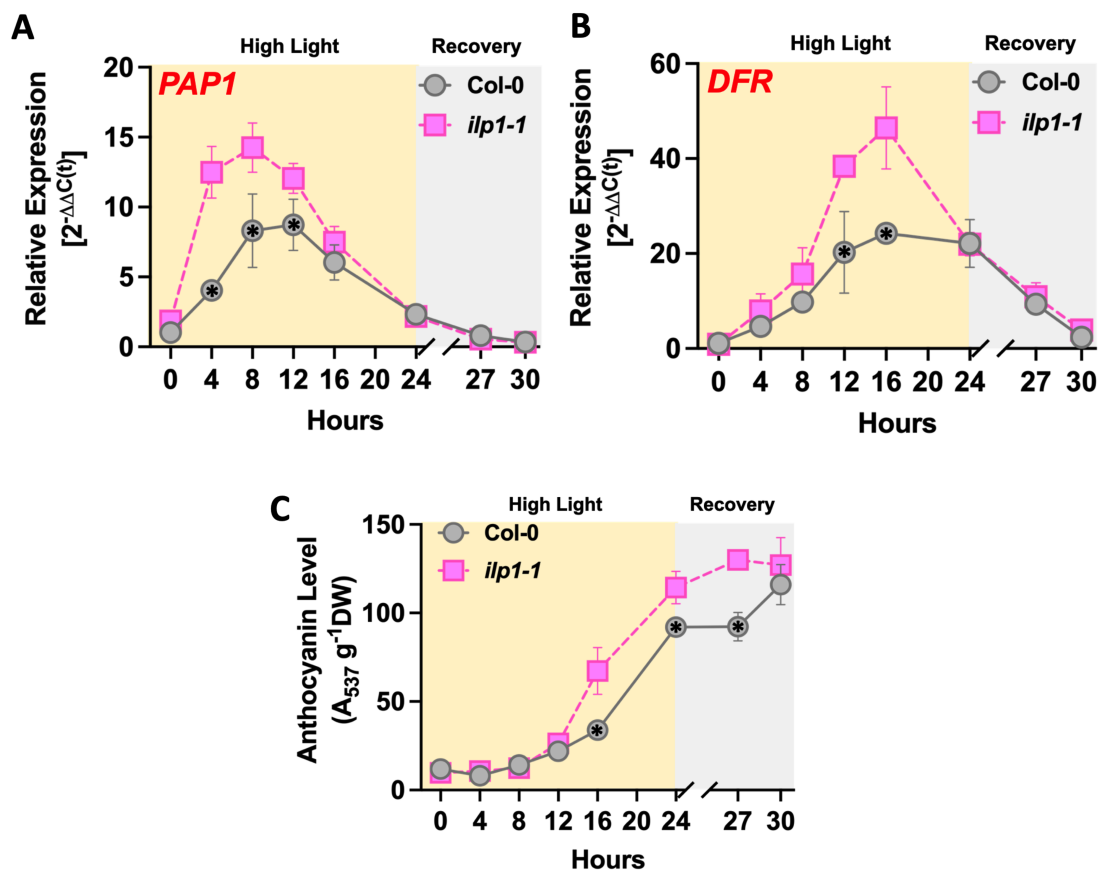 A
High Light
Recovery
PAP1
Col-0
ilp1-1
Relative Expression
[2-ΔΔC(t)]
20
15
10
5
0
0 4 8 12 16 20 24 27 30
Hours
B
High Light
Recovery
DFR
Col-0
ilp1-1
Relative Expression
[2-ΔΔC(t)]
60
40
20
0
0 4 8 12 16 20 24 27 30
Hours
C
High Light
Recovery
Col-0
ilp1-1
Anthocyanin Level
(A537 g-1DW)
150
100
50
0
0 4 8 12 16 20 24 27 30
Hours